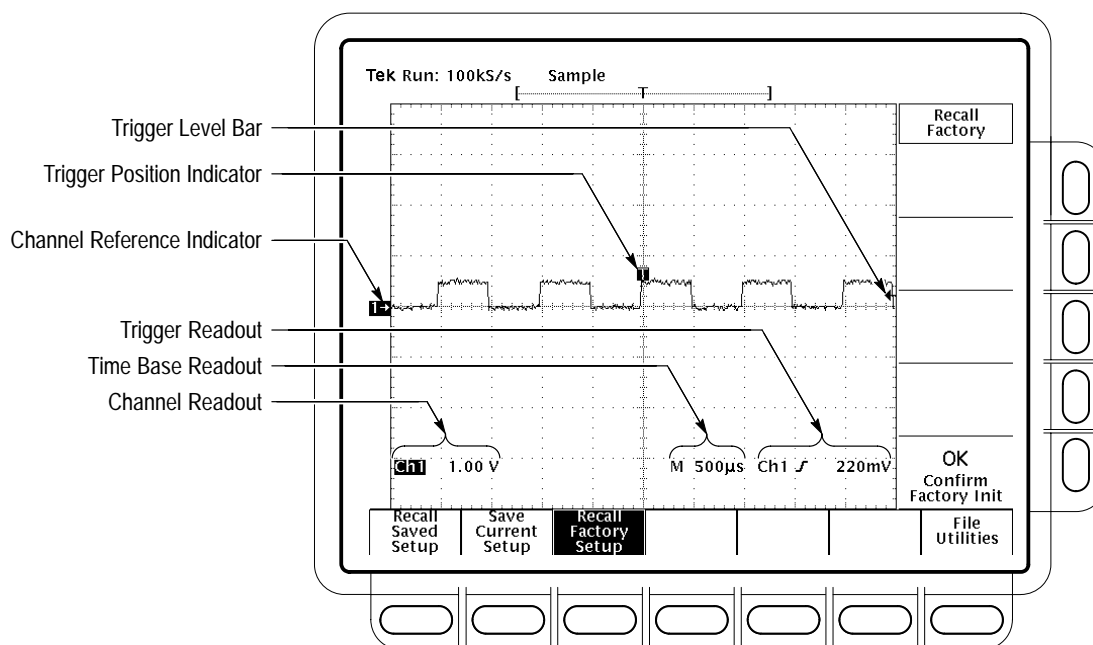 Tek Run: 100kS/s Sample
[ T ]
Recall
Factory
Trigger Level Bar
Trigger Position Indicator
Channel Reference Indicator
T
1→
Trigger Readout
Time Base Readout
Channel Readout
Ch1 1.00 V M 500µs Ch1 220mV
OK
Confirm
Factory Init
Recall
Saved
Setup
Save
Current
Setup
Recall
Factory
Setup
File
Utilities